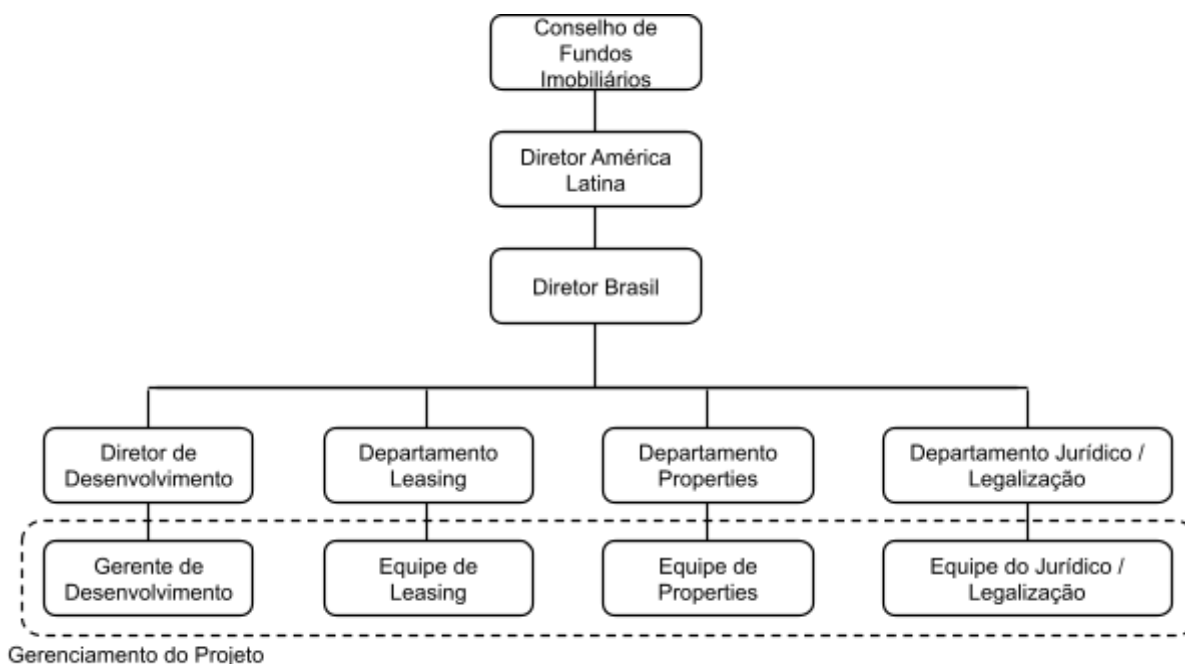 Conselho de
Fundos
Imobiliários
Diretor América
Latina
Diretor Brasil
Diretor de
Desenvolvimento
Departamento
Leasing
Departamento
Properties
Departamento Jurídico /
Legalização
Gerente de
Desenvolvimento
Equipe de
Leasing
Equipe de
Properties
Equipe do Jurídico /
Legalização
Gerenciamento do Projeto